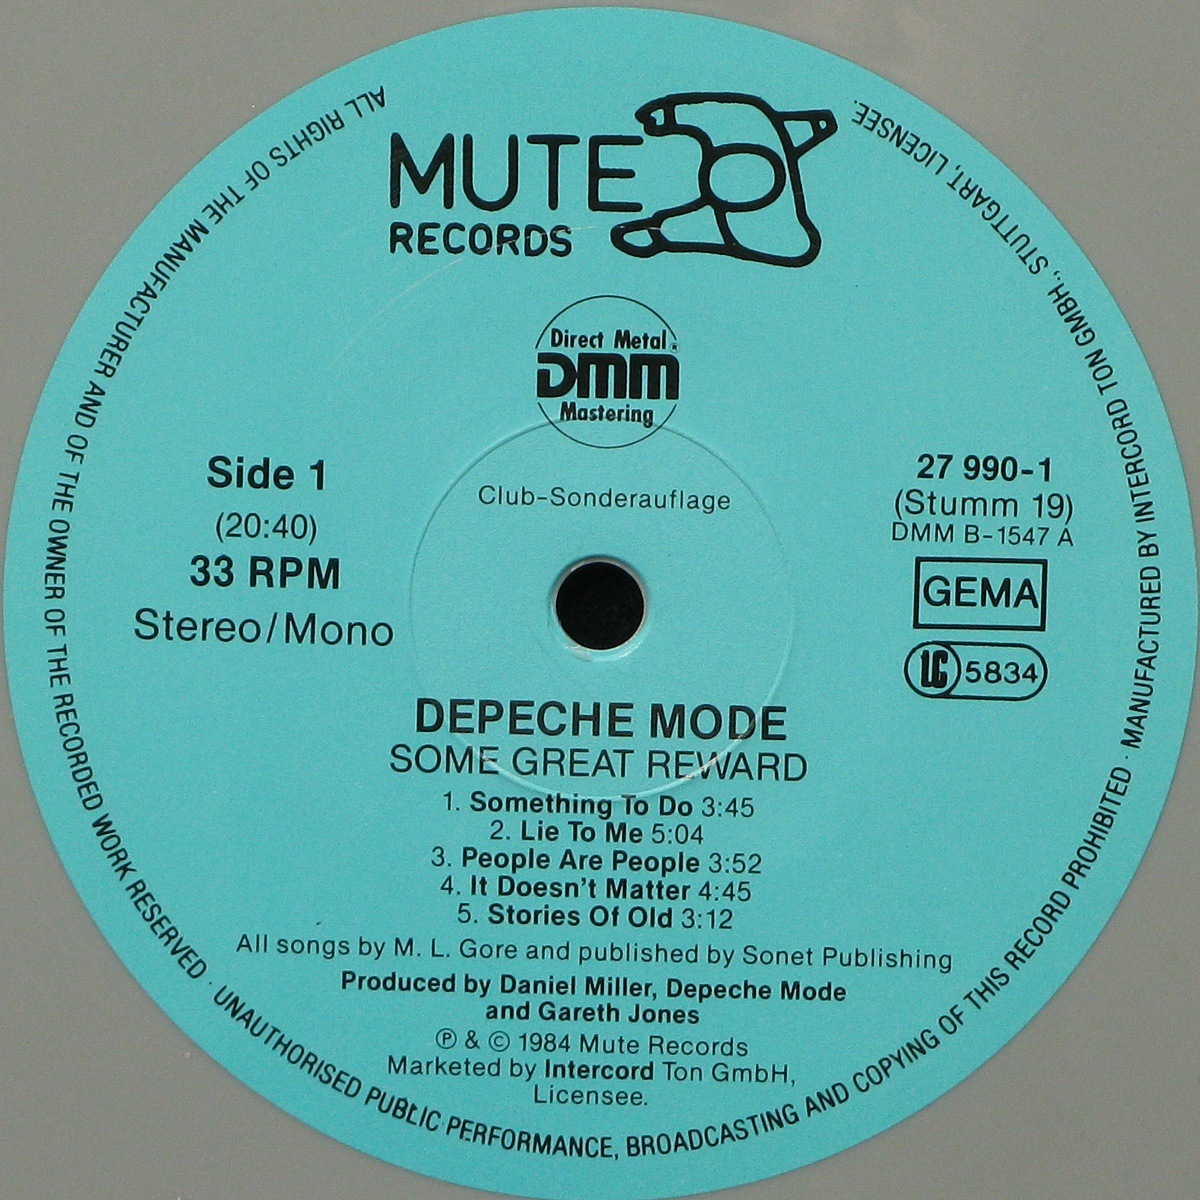 MUTE
RECORDS
Direct Metal
DMM
Mastering
Club-Sonderauflage
Side 1
(20:40)
33 RPM
Stereo/Mono
27 990-1
(Stumm 19)
DMM B-1547 A
GEMA
LC 5834
DEPECHE MODE
SOME GREAT REWARD
1. Something To Do 3:45
2. Lie To Me 5:04
3. People Are People 3:52
4. It Doesn't Matter 4:45
5. Stories Of Old 3:12
All songs by M. L. Gore and published by Sonet Publishing
Produced by Daniel Miller, Depeche Mode
and Gareth Jones
℗ & © 1984 Mute Records
Marketed by Intercord Ton GmbH,
Licensee.
ALL RIGHTS OF THE MANUFACTURER AND OF THE OWNER OF THE RECORDED WORK RESERVED · UNAUTHORISED PUBLIC PERFORMANCE, BROADCASTING AND COPYING OF THIS RECORD PROHIBITED · MANUFACTURED BY INTERCORD TON GMBH., STUTTGART, LICENSEE.